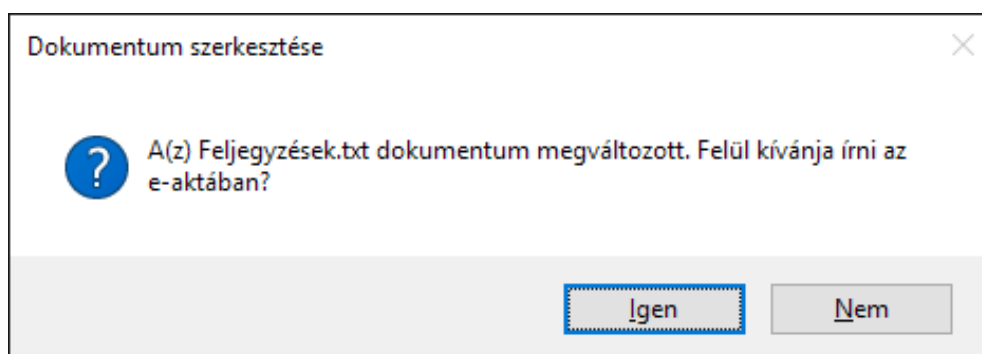 Dokumentum szerkesztése
A(z) Feljegyzések.txt dokumentum megváltozott. Felül kívánja írni az
e-aktában?
Igen
Nem